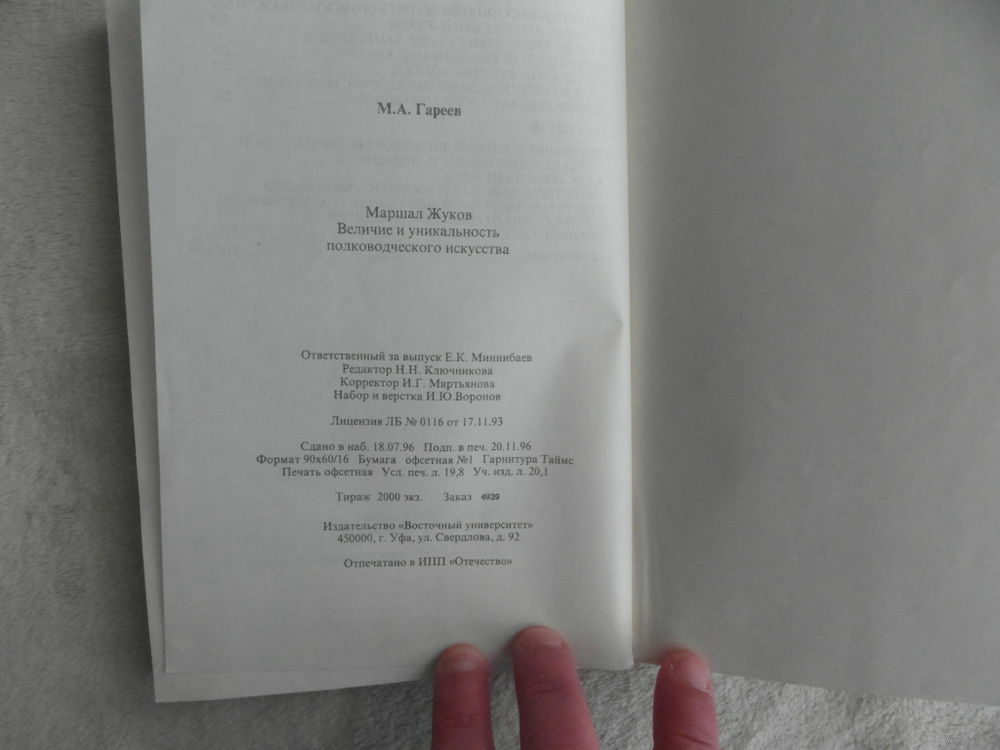 М.А. Гареев
Маршал Жуков
Величие и уникальность
полководческого искусства
Ответственный за выпуск Е.К. Миннибаев
Редактор Н.Н. Ключникова
Корректор И.Г. Мартьянова
Набор и верстка И.Ю.Воронов
Лицензия ЛБ № 0116 от 17.11.93
Сдано в наб. 18.07.96 Подп. в печ. 20.11.96
Формат 90х60/16 Бумага офсетная №1 Гарнитура Таймс
Печать офсетная Усл. печ. л. 19,8 Уч. изд. л. 20,1
Тираж 2000 экз. Заказ 4929
Издательство «Восточный университет»
450000, г. Уфа, ул. Свердлова, д. 92
Отпечатано в ИПП «Отечество»